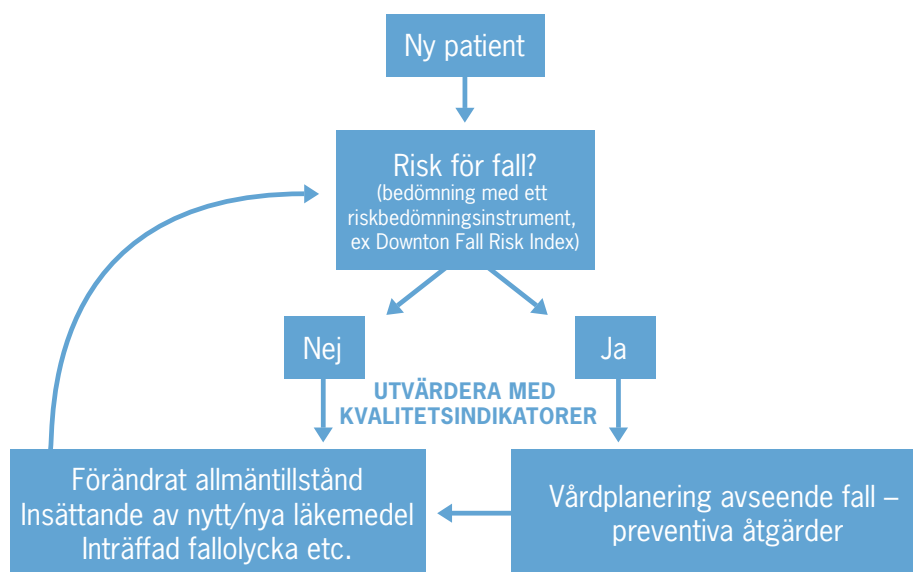 Ny patient
Risk för fall?
(bedömning med ett
riskbedömningsinstrument,
ex Downton Fall Risk Index)
Nej
Ja
UTVÄRDERA MED
KVALITETSINDIKATORER
Förändrat allmäntillstånd
Insättande av nytt/nya läkemedel
Inträffad fallolycka etc.
Vårdplanering avseende fall –
preventiva åtgärder